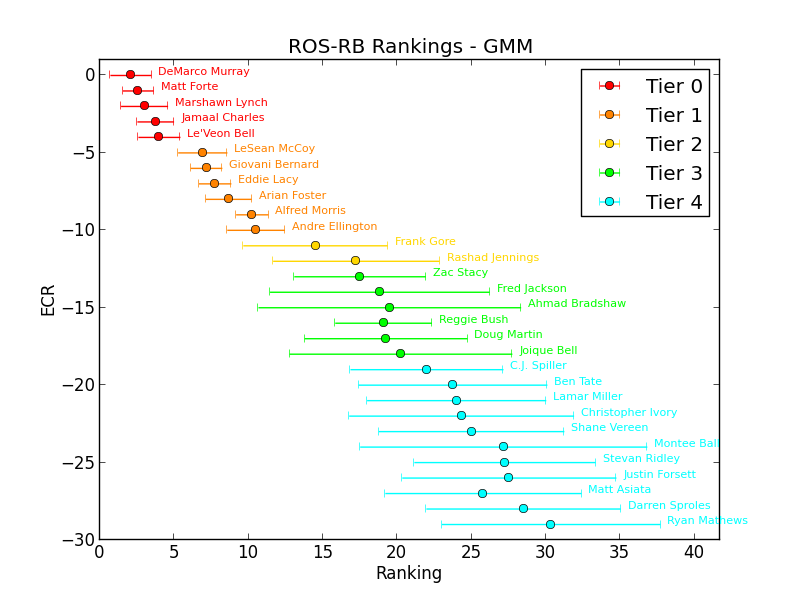 ROS-RB Rankings - GMM
DeMarco Murray
Matt Forte
Marshawn Lynch
Jamaal Charles
Le'Veon Bell
LeSean McCoy
Giovani Bernard
Eddie Lacy
Arian Foster
Alfred Morris
Andre Ellington
Frank Gore
Rashad Jennings
Zac Stacy
Fred Jackson
Ahmad Bradshaw
Reggie Bush
Doug Martin
Joique Bell
C.J. Spiller
Ben Tate
Lamar Miller
Christopher Ivory
Shane Vereen
Montee Ball
Stevan Ridley
Justin Forsett
Matt Asiata
Darren Sproles
Ryan Mathews
Tier 0
Tier 1
Tier 2
Tier 3
Tier 4
0
−5
−10
−15
−20
−25
−30
ECR
0 5 10 15 20 25 30 35 40
Ranking